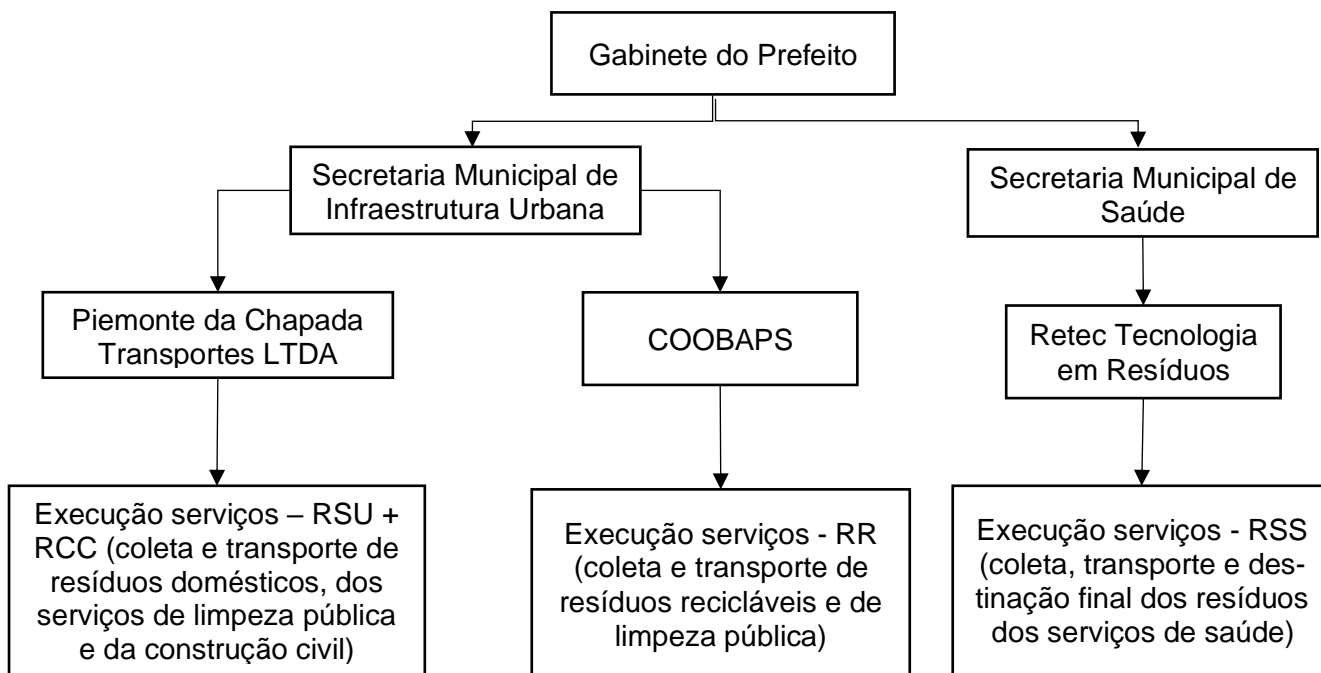 Gabinete do Prefeito
Secretaria Municipal de
Infraestrutura Urbana
Secretaria Municipal de
Saúde
Piemonte da Chapada
Transportes LTDA
COOBAPS
Retec Tecnologia
em Resíduos
Execução serviços – RSU +
RCC (coleta e transporte de
resíduos domésticos, dos
serviços de limpeza pública
e da construção civil)
Execução serviços - RR
(coleta e transporte de
resíduos recicláveis e de
limpeza pública)
Execução serviços - RSS
(coleta, transporte e des-
tinação final dos resíduos
dos serviços de saúde)